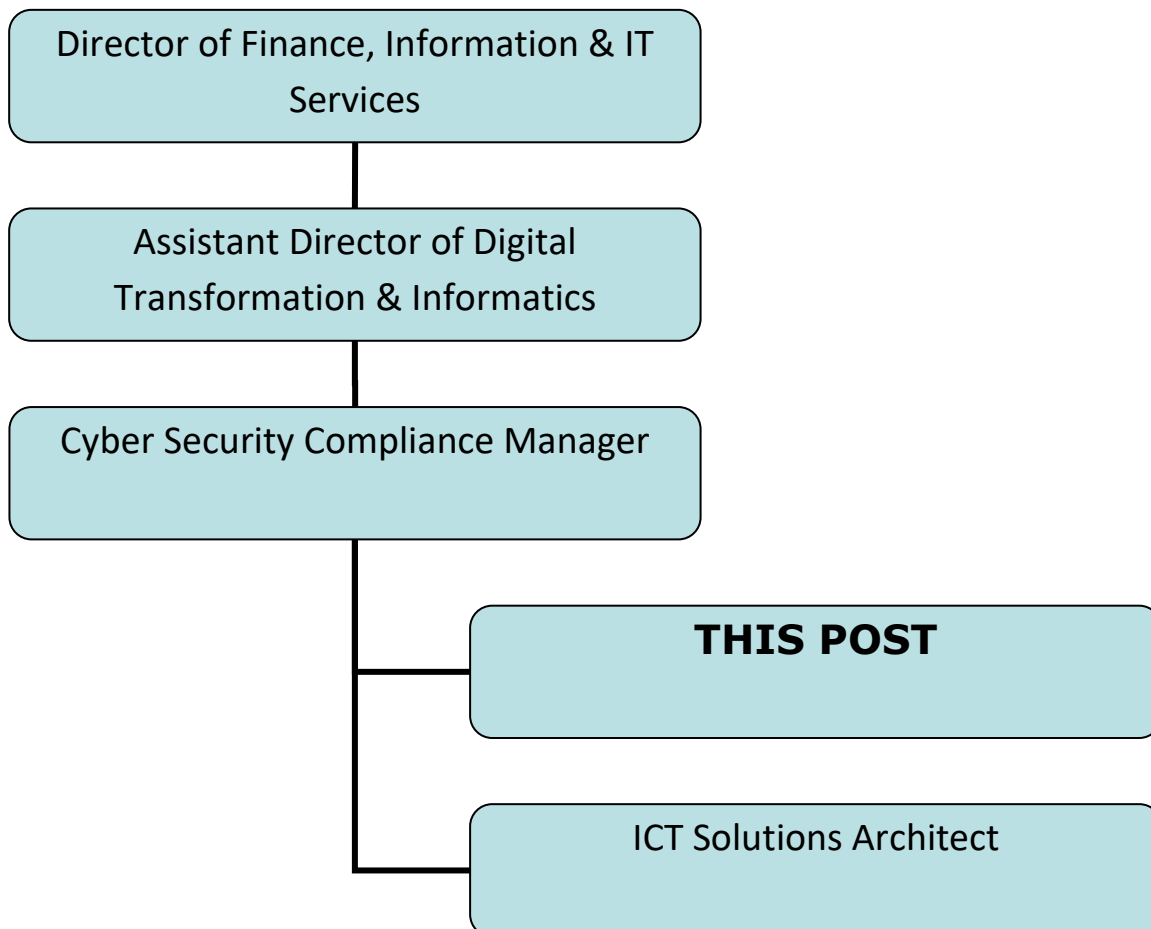 Director of Finance, Information & IT
Services
Assistant Director of Digital
Transformation & Informatics
Cyber Security Compliance Manager
THIS POST
ICT Solutions Architect